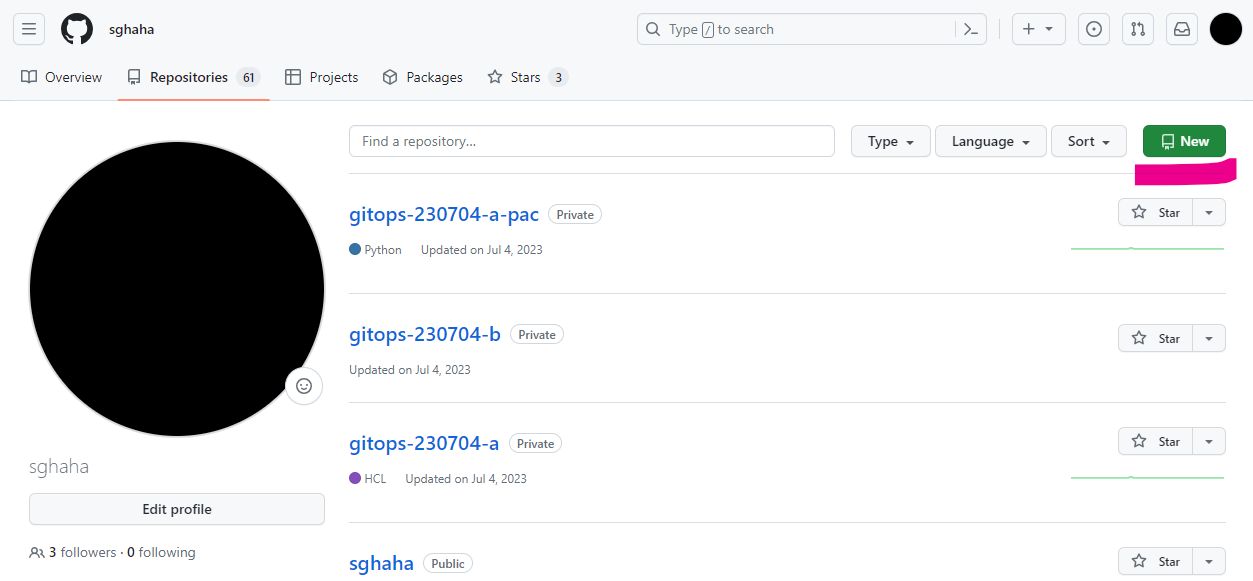 sghaha
Type / to search
Overview
Repositories 61
Projects
Packages
Stars 3
Find a repository...
Type
Language
Sort
New
gitops-230704-a-pac Private
Star
Python Updated on Jul 4, 2023
gitops-230704-b Private
Star
Updated on Jul 4, 2023
gitops-230704-a Private
Star
HCL Updated on Jul 4, 2023
sghaha Public
Star
sghaha
Edit profile
3 followers · 0 following